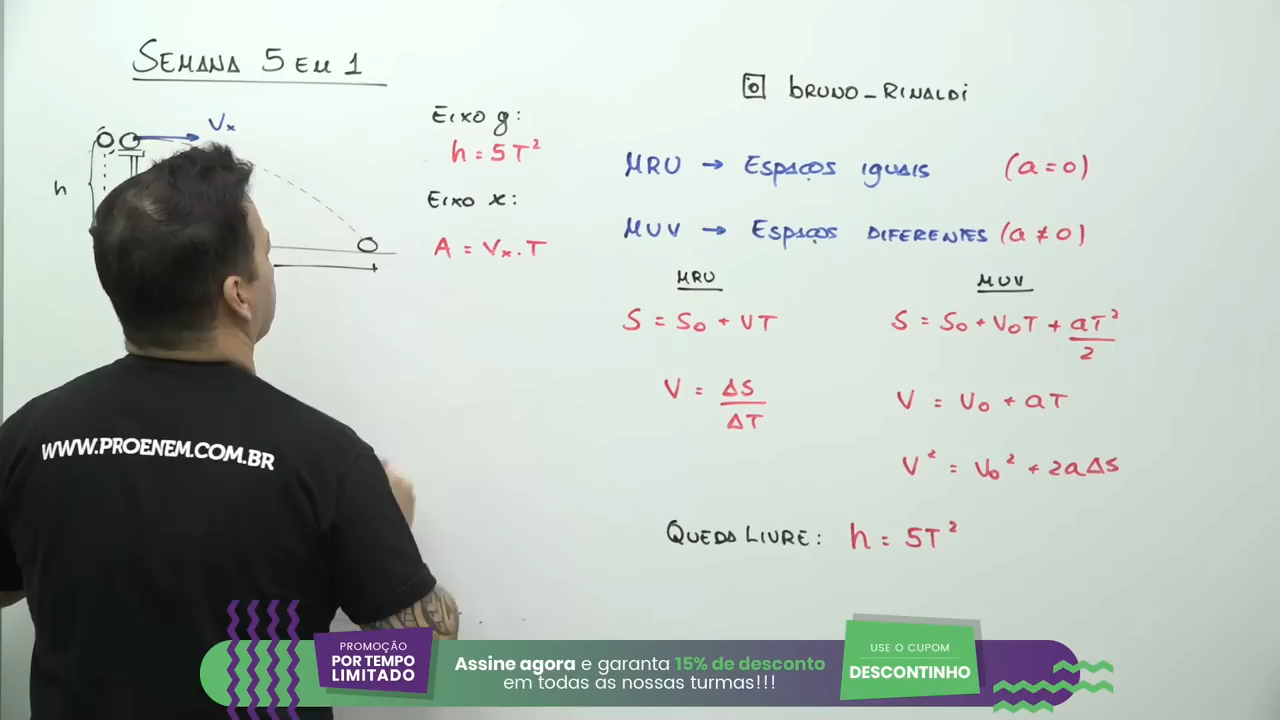 SEMANA 5 EM 1
bRUNO_RINALDi
Vx
h
EIXO y:
h = 5T²
EIXO x:
A = Vx . T
MRU → ESPAÇOS IGUAIS (a = 0)
MUV → ESPAÇOS DIFERENTES (a ≠ 0)
MRU
S = S₀ + VT
V = ΔS / ΔT
MUV
S = S₀ + V₀T + aT² / 2
V = V₀ + aT
V² = V₀² + 2aΔS
QUEDA LIVRE: h = 5T²
WWW.PROENEM.COM.BR
PROMOÇÃO
POR TEMPO
LIMITADO
Assine agora e garanta 15% de desconto
em todas as nossas turmas!!!
USE O CUPOM
DESCONTINHO